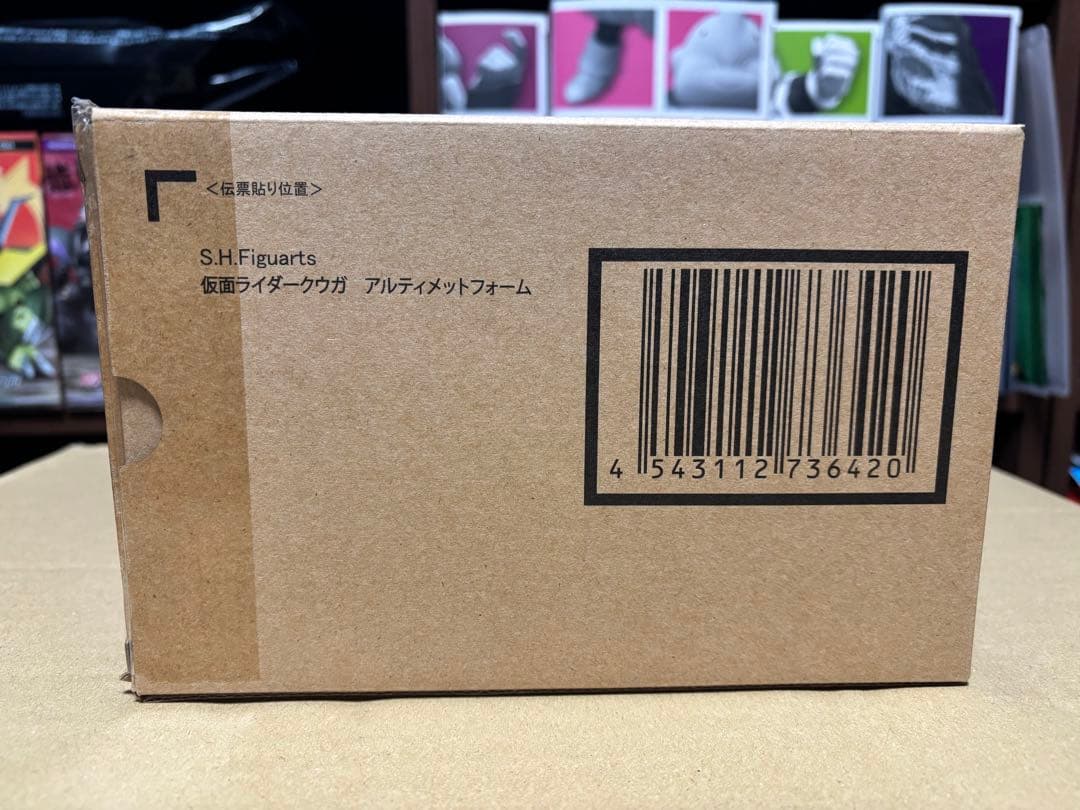 <伝票貼り位置>
S.H.Figuarts
仮面ライダークウガ　アルティメットフォーム
4 543112 736420